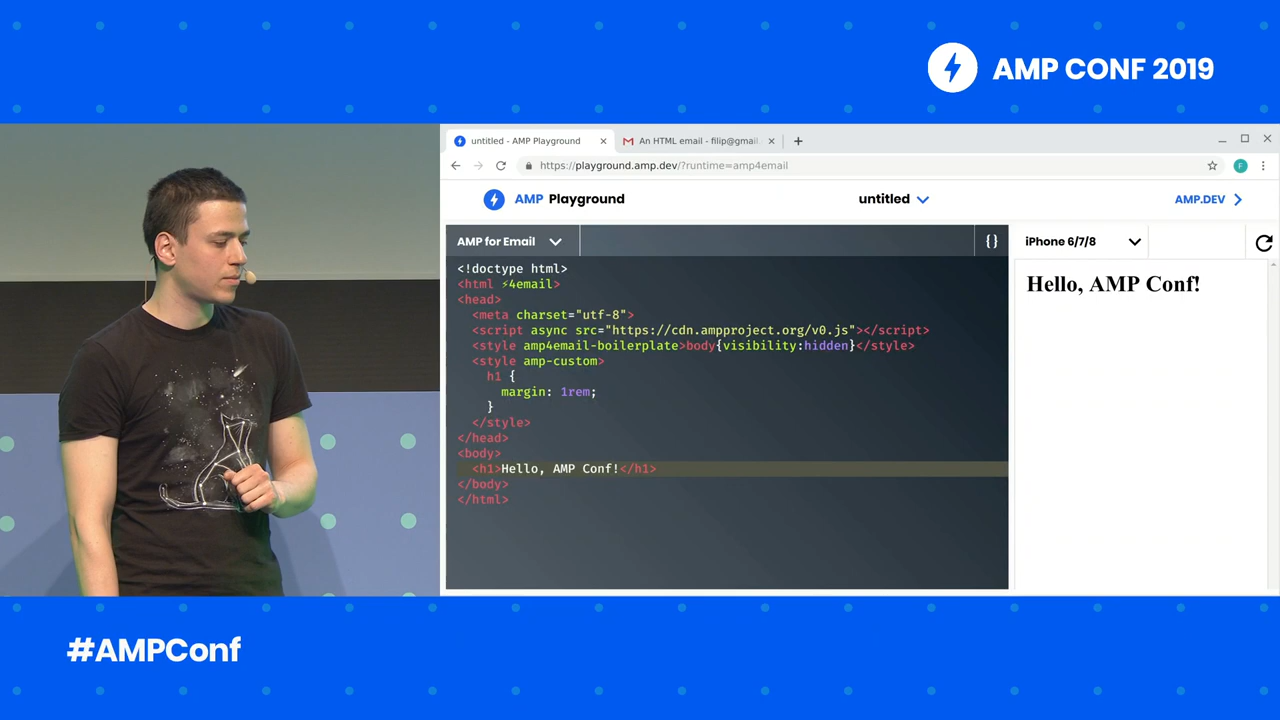 AMP CONF 2019
untitled - AMP Playground
An HTML email - filip@gmai
https://playground.amp.dev/?runtime=amp4email
F
AMP Playground
untitled
AMP.DEV
AMP for Email
{}
iPhone 6/7/8
<!doctype html>
<html ⚡4email>
<head>
<meta charset="utf-8">
<script async src="https://cdn.ampproject.org/v0.js"></script>
<style amp4email-boilerplate>body{visibility:hidden}</style>
<style amp-custom>
h1 {
margin: 1rem;
}
</style>
</head>
<body>
<h1>Hello, AMP Conf!</h1>
</body>
</html>
Hello, AMP Conf!
#AMPConf